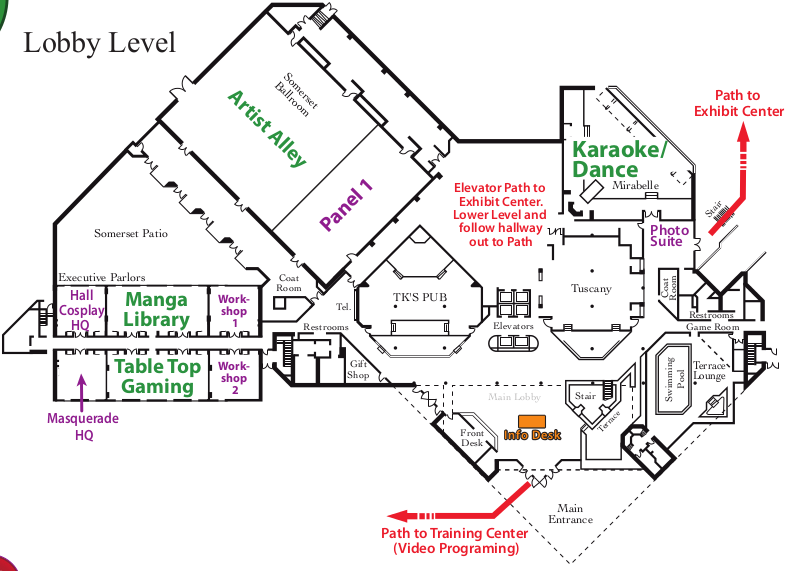 Lobby Level
Path to
Exhibit Center
Somerset
Ballroom
Artist Alley
Panel 1
Karaoke/
Dance
Mirabelle
Elevator Path to
Exhibit Center.
Lower Level and
follow hallway
out to Path
Stair
Photo
Suite
Somerset Patio
Executive Parlors
Coat
Room
Hall
Cosplay
HQ
Manga
Library
Work-
shop
1
TK'S PUB
Tuscany
Coat
Room
Tel.
Restrooms
Elevators
Restrooms
Game Room
Table Top
Gaming
Work-
shop
2
Gift
Shop
Swimming
Pool
Terrace
Lounge
Main Lobby
Stair
Terrace
Masquerade
HQ
Front
Desk
Info Desk
Main
Entrance
Path to Training Center
(Video Programing)